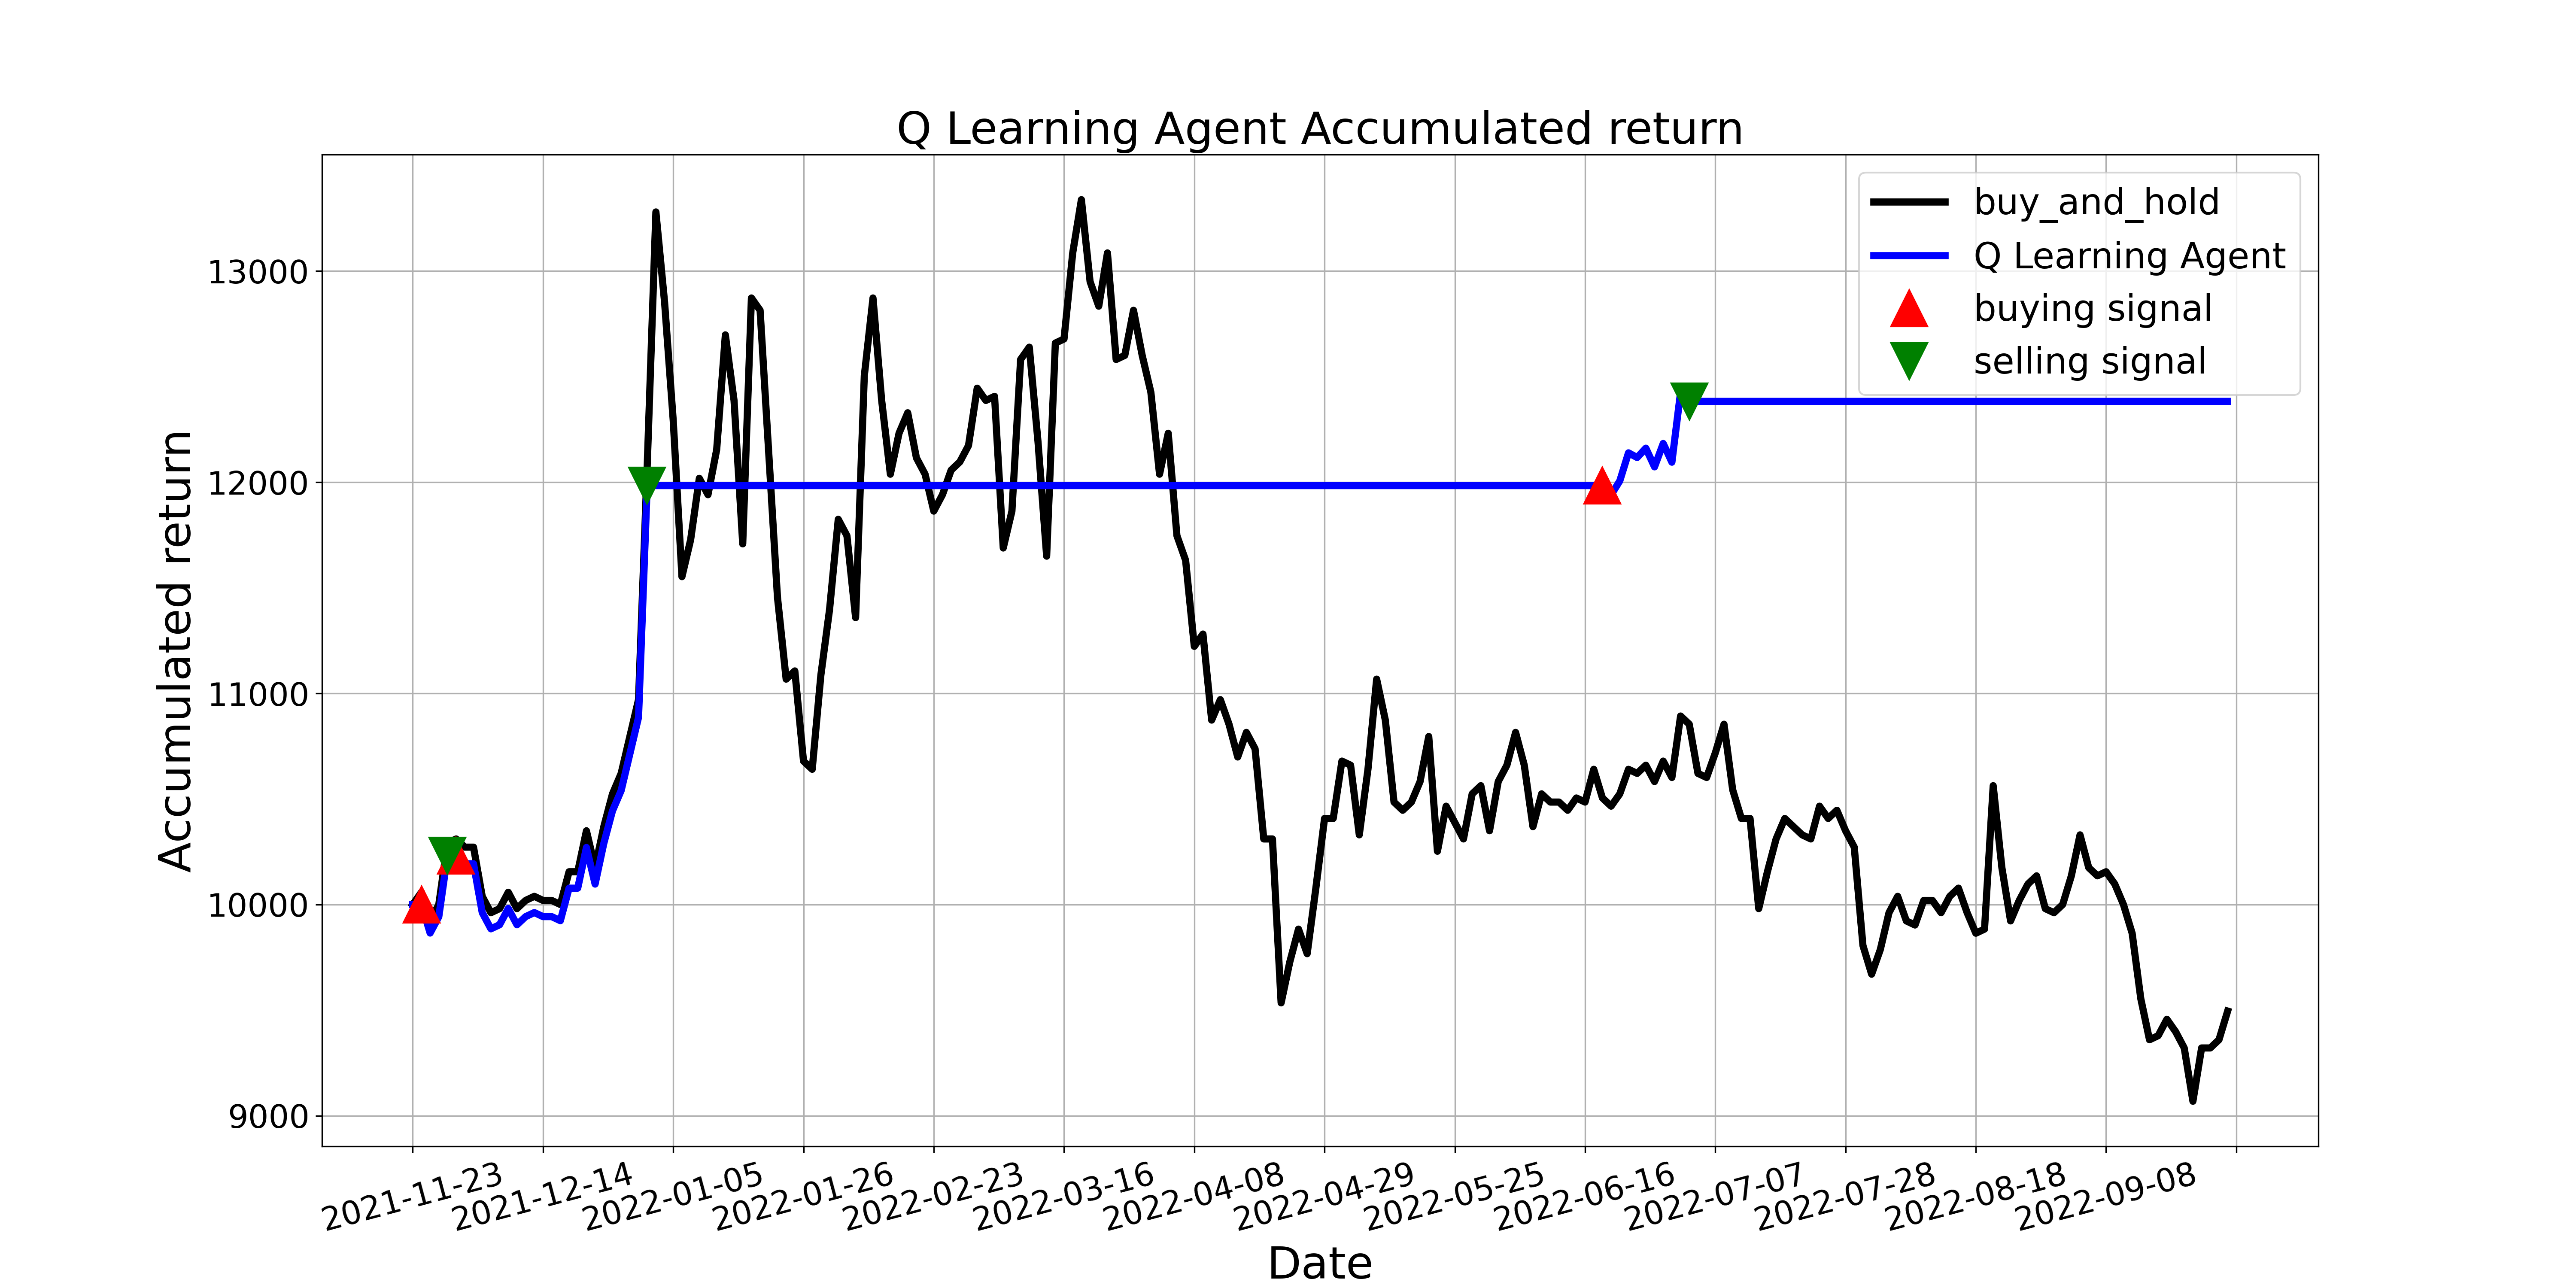 Q Learning Agent Accumulated return
buy_and_hold
Q Learning Agent
buying signal
selling signal
Accumulated return
13000
12000
11000
10000
9000
2021-11-23
2021-12-14
2022-01-05
2022-01-26
2022-02-23
2022-03-16
2022-04-08
2022-04-29
2022-05-25
2022-06-16
2022-07-07
2022-07-28
2022-08-18
2022-09-08
Date